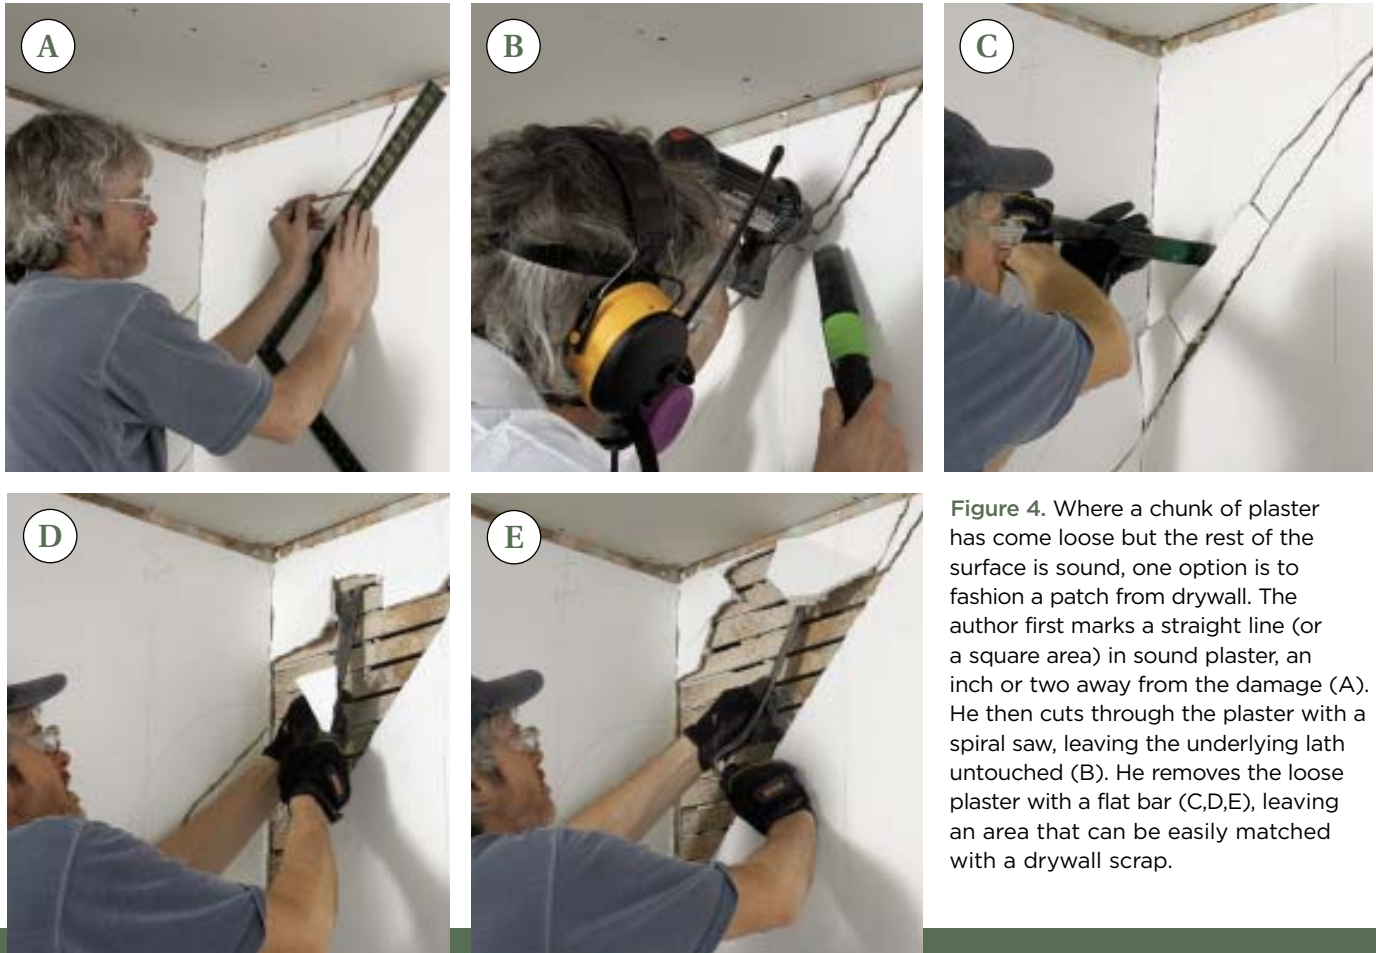 A
B
C
D
E
Figure 4. Where a chunk of plaster
has come loose but the rest of the
surface is sound, one option is to
fashion a patch from drywall. The
author first marks a straight line (or
a square area) in sound plaster, an
inch or two away from the damage (A).
He then cuts through the plaster with a
spiral saw, leaving the underlying lath
untouched (B). He removes the loose
plaster with a flat bar (C,D,E), leaving
an area that can be easily matched
with a drywall scrap.